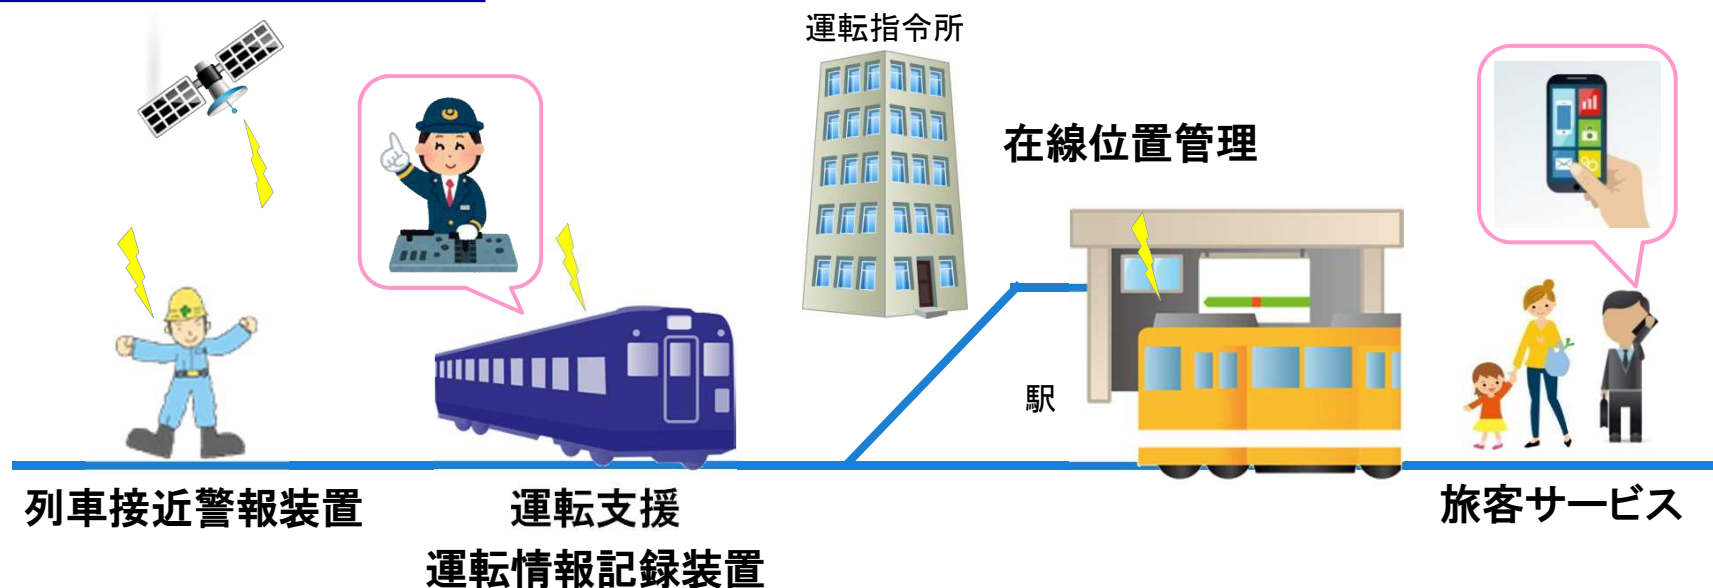 運転指令所
在線位置管理
駅
列車接近警報装置
運転支援
運転情報記録装置
旅客サービス